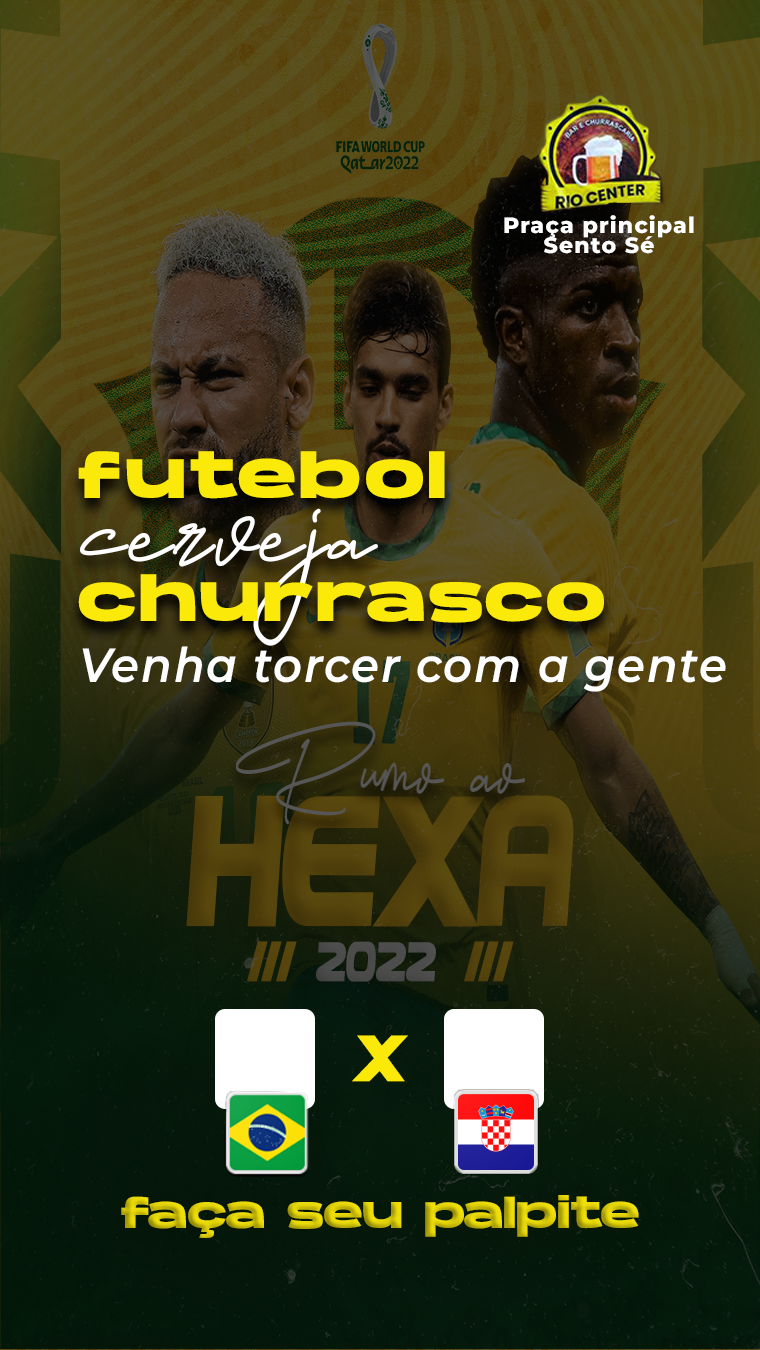 FIFA WORLD CUP
Qatar2022
BAR E CHURRASCARIA
RIO CENTER
Praça principal
Sento Sé
futebol
cerveja
churrasco
Venha torcer com a gente
17
Rumo ao
HEXA
2022
X
faça seu palpite